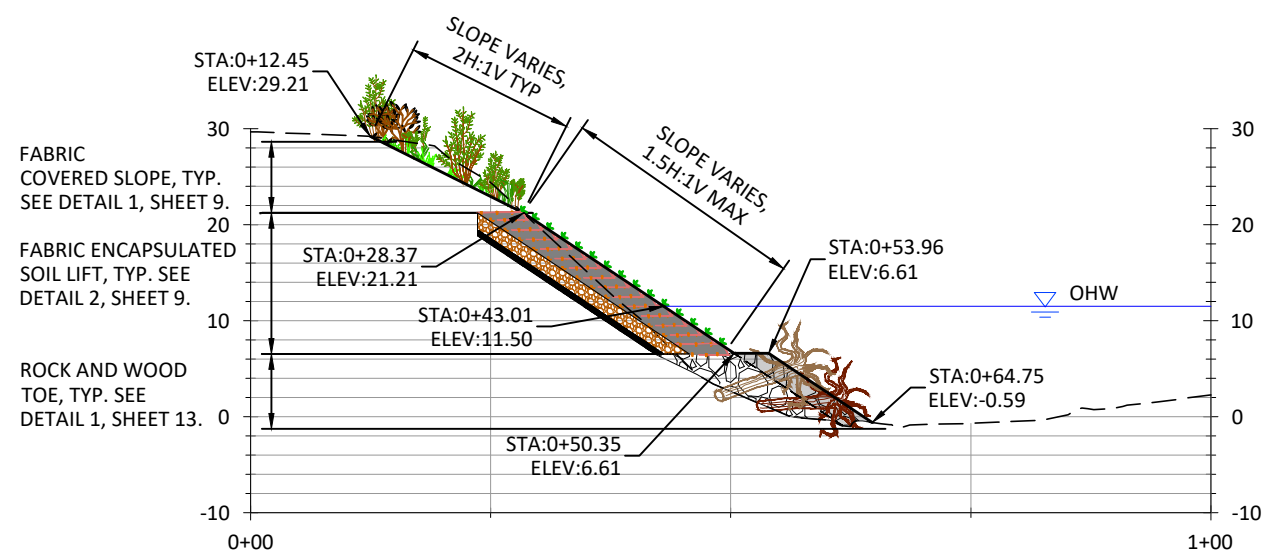 SLOPE VARIES,
2H:1V TYP
STA:0+12.45
ELEV:29.21
SLOPE VARIES,
1.5H:1V MAX
30
30
FABRIC
COVERED SLOPE, TYP.
SEE DETAIL 1, SHEET 9.
20
20
FABRIC ENCAPSULATED
SOIL LIFT, TYP. SEE
DETAIL 2, SHEET 9.
STA:0+28.37
ELEV:21.21
STA:0+53.96
ELEV:6.61
OHW
STA:0+43.01
ELEV:11.50
10
10
ROCK AND WOOD
TOE, TYP. SEE
DETAIL 1, SHEET 13.
STA:0+64.75
ELEV:-0.59
0
0
STA:0+50.35
ELEV:6.61
-10
-10
0+00
1+00